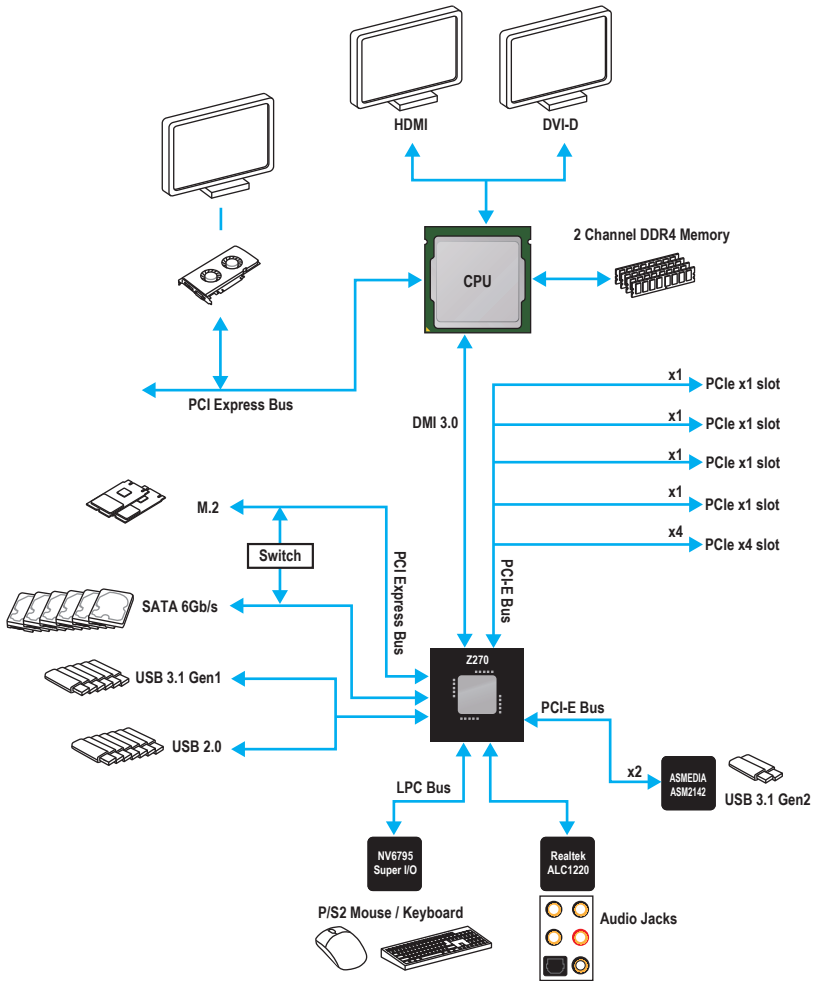 HDMI
DVI-D
2 Channel DDR4 Memory
CPU
PCI Express Bus
DMI 3.0
x1
PCIe x1 slot
x1
PCIe x1 slot
x1
PCIe x1 slot
x1
PCIe x1 slot
x4
PCIe x4 slot
M.2
Switch
SATA 6Gb/s
PCI Express Bus
PCI-E Bus
Z270
USB 3.1 Gen1
USB 2.0
PCI-E Bus
x2
ASMEDIA
ASM2142
USB 3.1 Gen2
LPC Bus
NV6795
Super I/O
Realtek
ALC1220
P/S2 Mouse / Keyboard
Audio Jacks